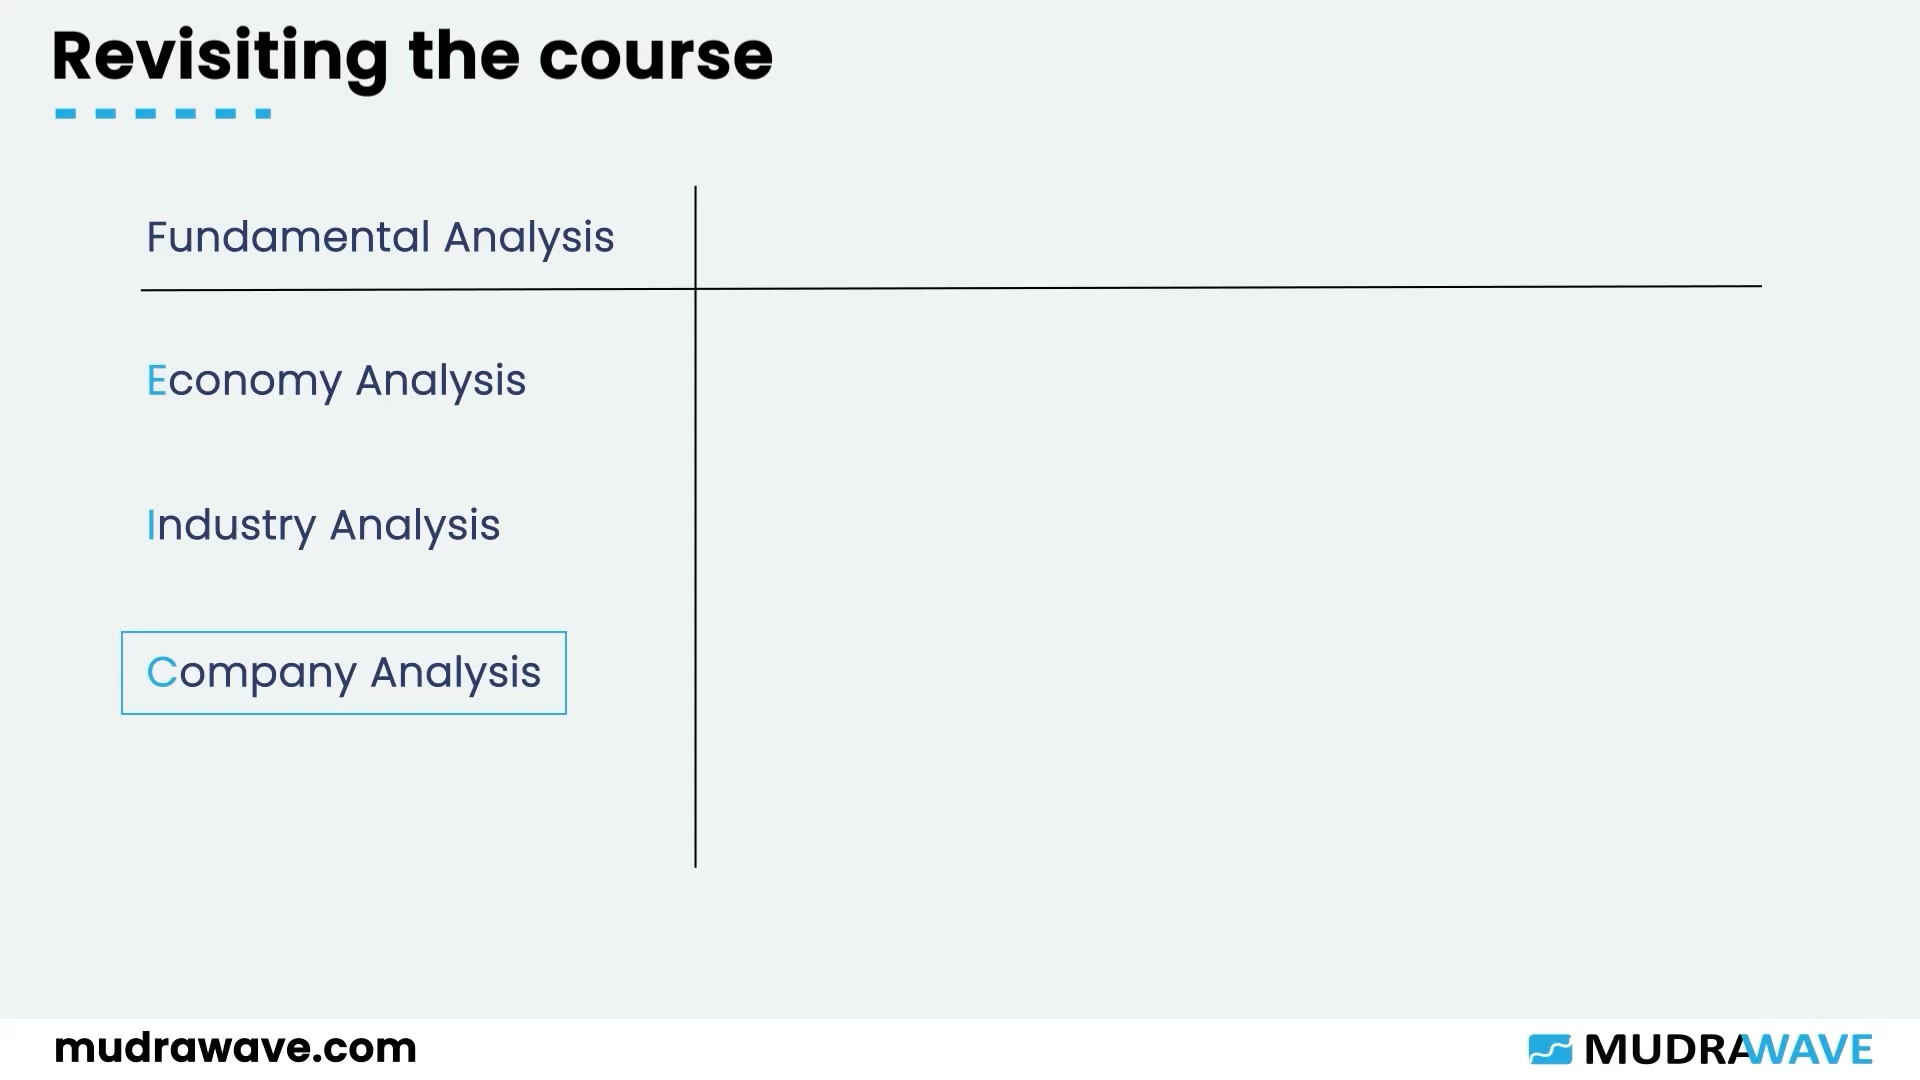 Revisiting the course
Fundamental Analysis
Economy Analysis
Industry Analysis
Company Analysis
mudrawave.com
MUDRAWAVE